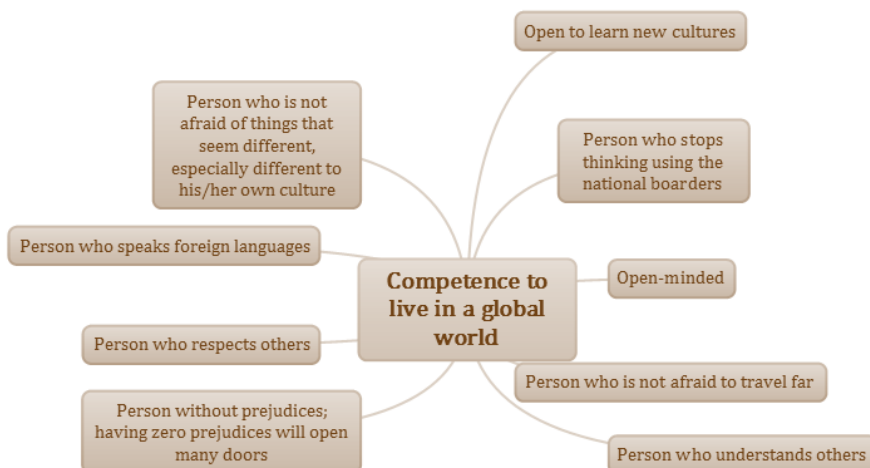 Open to learn new cultures
Person who is not
afraid of things that
seem different,
especially different to
his/her own culture
Person who stops
thinking using the
national boarders
Person who speaks foreign languages
Competence to
live in a global
world
Open-minded
Person who respects others
Person who is not afraid to travel far
Person without prejudices;
having zero prejudices will open
many doors
Person who understands others